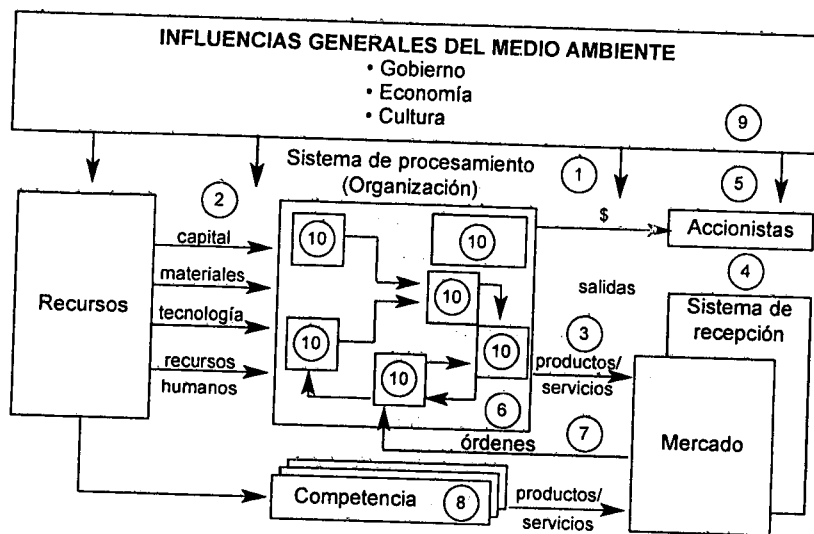 INFLUENCIAS GENERALES DEL MEDIO AMBIENTE
• Gobierno
• Economía
• Cultura
9
Sistema de procesamiento
(Organización)
1
5
2
$
Accionistas
capital
10
10
4
materiales
10
salidas
Sistema de
recepción
Recursos
tecnología
10
10
3
recursos
humanos
10
productos/
servicios
6
órdenes
7
Mercado
Competencia
8
productos/
servicios